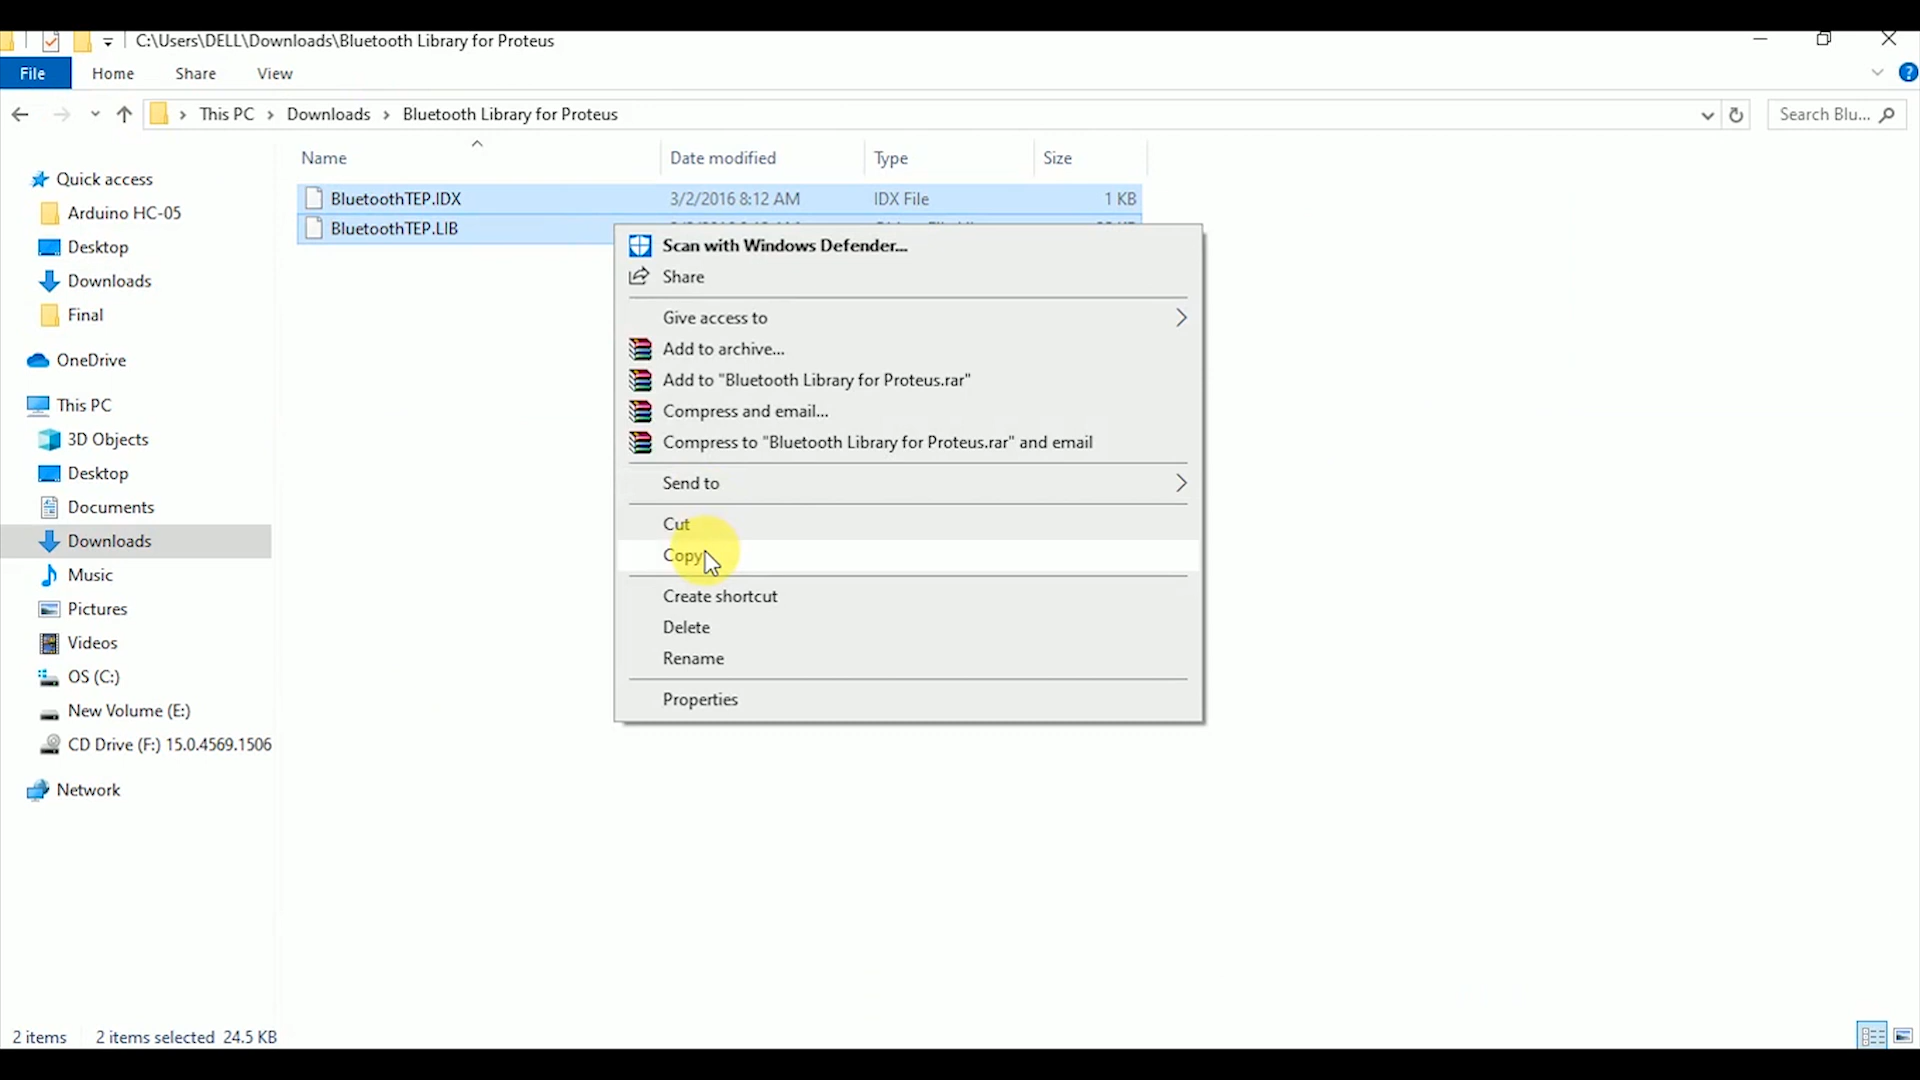 C:\Users\DELL\Downloads\Bluetooth Library for Proteus
File Home Share View
This PC Downloads Bluetooth Library for Proteus Search Blu...
Name Date modified Type Size
Quick access
Arduino HC-05
Desktop
Downloads
Final
OneDrive
This PC
3D Objects
Desktop
Documents
Downloads
Music
Pictures
Videos
OS (C:)
New Volume (E:)
CD Drive (F:) 15.0.4569.1506
Network
BluetoothTEP.IDX 3/2/2016 8:12 AM IDX File 1 KB
BluetoothTEP.LIB
Scan with Windows Defender...
Share
Give access to
Add to archive...
Add to "Bluetooth Library for Proteus.rar"
Compress and email...
Compress to "Bluetooth Library for Proteus.rar" and email
Send to
Cut
Copy
Create shortcut
Delete
Rename
Properties
2 items 2 items selected 24.5 KB